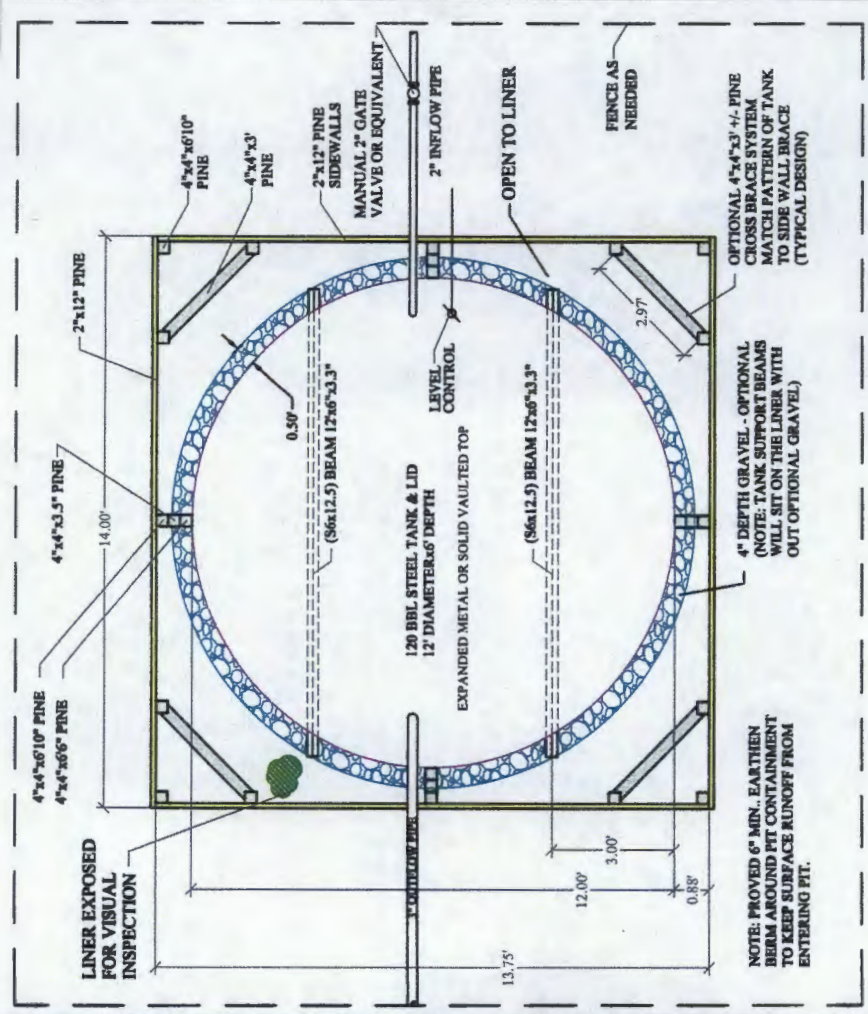 4"x4"x6'10" PINE
4"x4"x6'6" PINE
4"x4"x3.5" PINE
2"x12" PINE
4"x4"x6'10"
PINE
4"x4"x3'
PINE
2"x12" PINE
SIDEWALLS
MANUAL 2" GATE
VALVE OR EQUIVALENT
2" INFLOW PIPE
OPEN TO LINER
FENCE AS
NEEDED
OPTIONAL 4"x4"x3' +/- PINE
CROSS BRACE SYSTEM
MATCH PATTERN OF TANK
TO SIDE WALL BRACE
(TYPICAL DESIGN)
LINER EXPOSED
FOR VISUAL
INSPECTION
14.00'
0.50'
(S6x12.5) BEAM 12"x6"x3.3"
LEVEL
CONTROL
120 BBL STEEL TANK & LID
12' DIAMETERx6' DEPTH
EXPANDED METAL OR SOLID VAULTED TOP
OUTFLOW PIPE
(S6x12.5) BEAM 12"x6"x3.3"
2.97'
3.00'
12.00'
0.88'
13.75'
4" DEPTH GRAVEL - OPTIONAL
(NOTE: TANK SUPPORT BEAMS
WILL SIT ON THE LINER WITH
OUT OPTIONAL GRAVEL)
NOTE: PROVED 6" MIN., EARTHEN
BERM AROUND PIT CONTAINMENT
TO KEEP SURFACE RUNOFF FROM
ENTERING PIT.